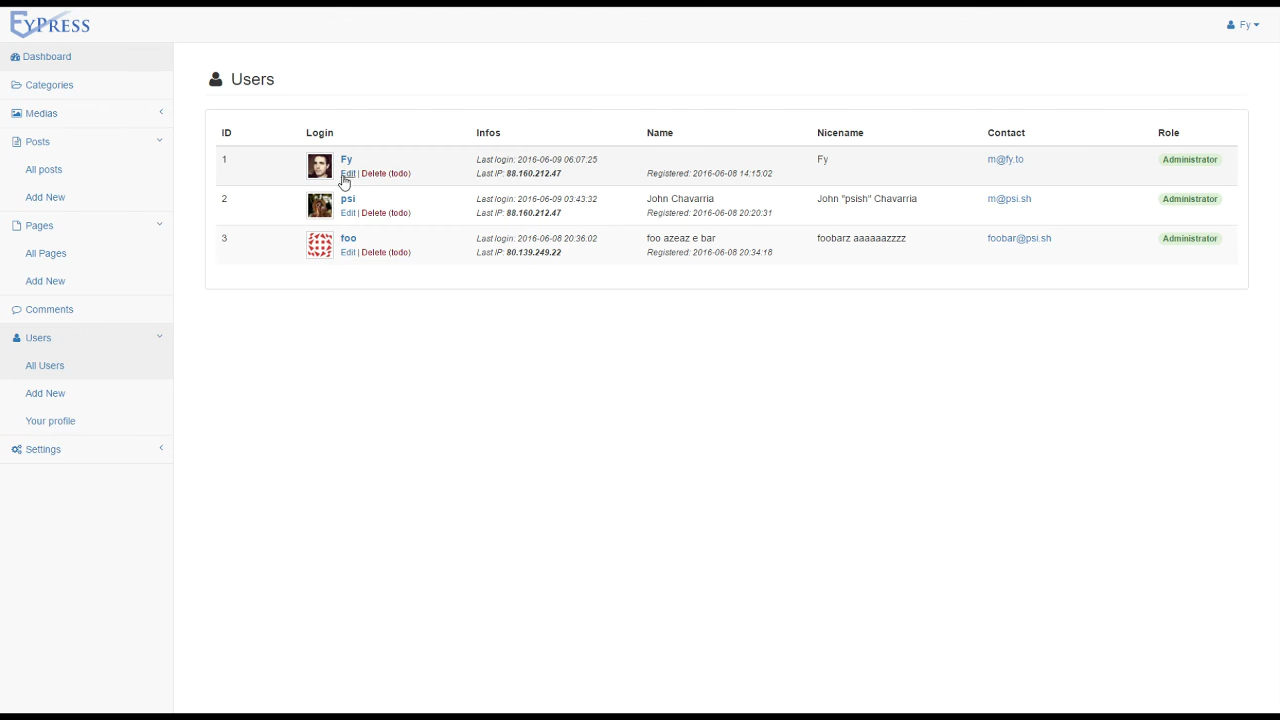 FyPress
Fy
Dashboard
Categories
Medias
Posts
All posts
Add New
Pages
All Pages
Add New
Comments
Users
All Users
Add New
Your profile
Settings
Users
ID Login Infos Name Nicename Contact Role
1 Fy Last login: 2016-06-09 06:07:25 Fy m@fy.to Administrator
Edit | Delete (todo) Last IP: 88.160.212.47 Registered: 2016-06-08 14:15:02
2 psi Last login: 2016-06-09 03:43:32 John Chavarria John "psish" Chavarria m@psi.sh Administrator
Edit | Delete (todo) Last IP: 88.160.212.47 Registered: 2016-06-08 20:20:31
3 foo Last login: 2016-06-08 20:36:02 foo azeaz e bar foobarz aaaaaazzzz foobar@psi.sh Administrator
Edit | Delete (todo) Last IP: 80.139.249.22 Registered: 2016-06-08 20:34:18